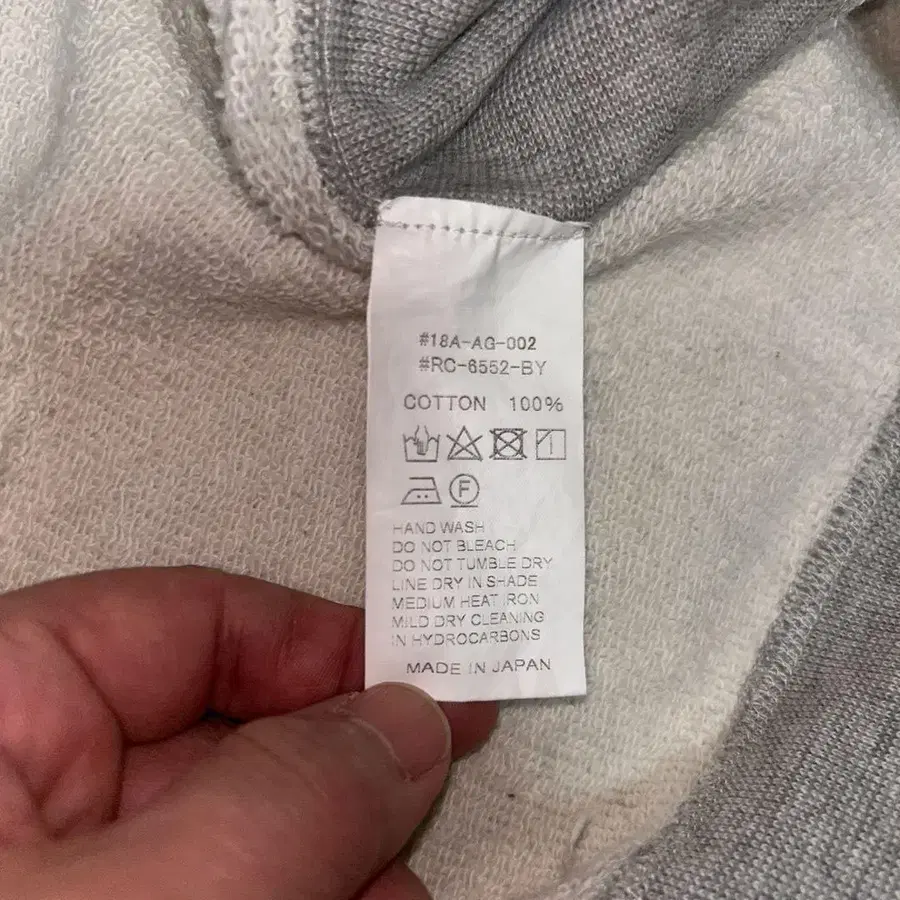 #18A-AG-002
#RC-6552-BY
COTTON 100%
F
HAND WASH
DO NOT BLEACH
DO NOT TUMBLE DRY
LINE DRY IN SHADE
MEDIUM HEAT IRON
MILD DRY CLEANING
IN HYDROCARBONS
MADE IN JAPAN